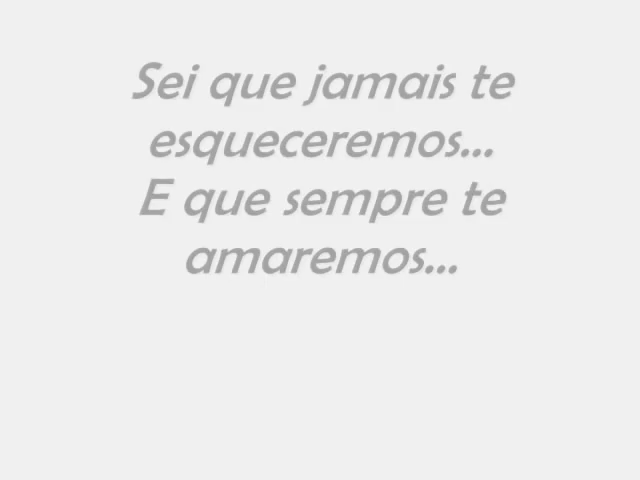 Sei que jamais te
esqueceremos...
E que sempre te
amaremos...